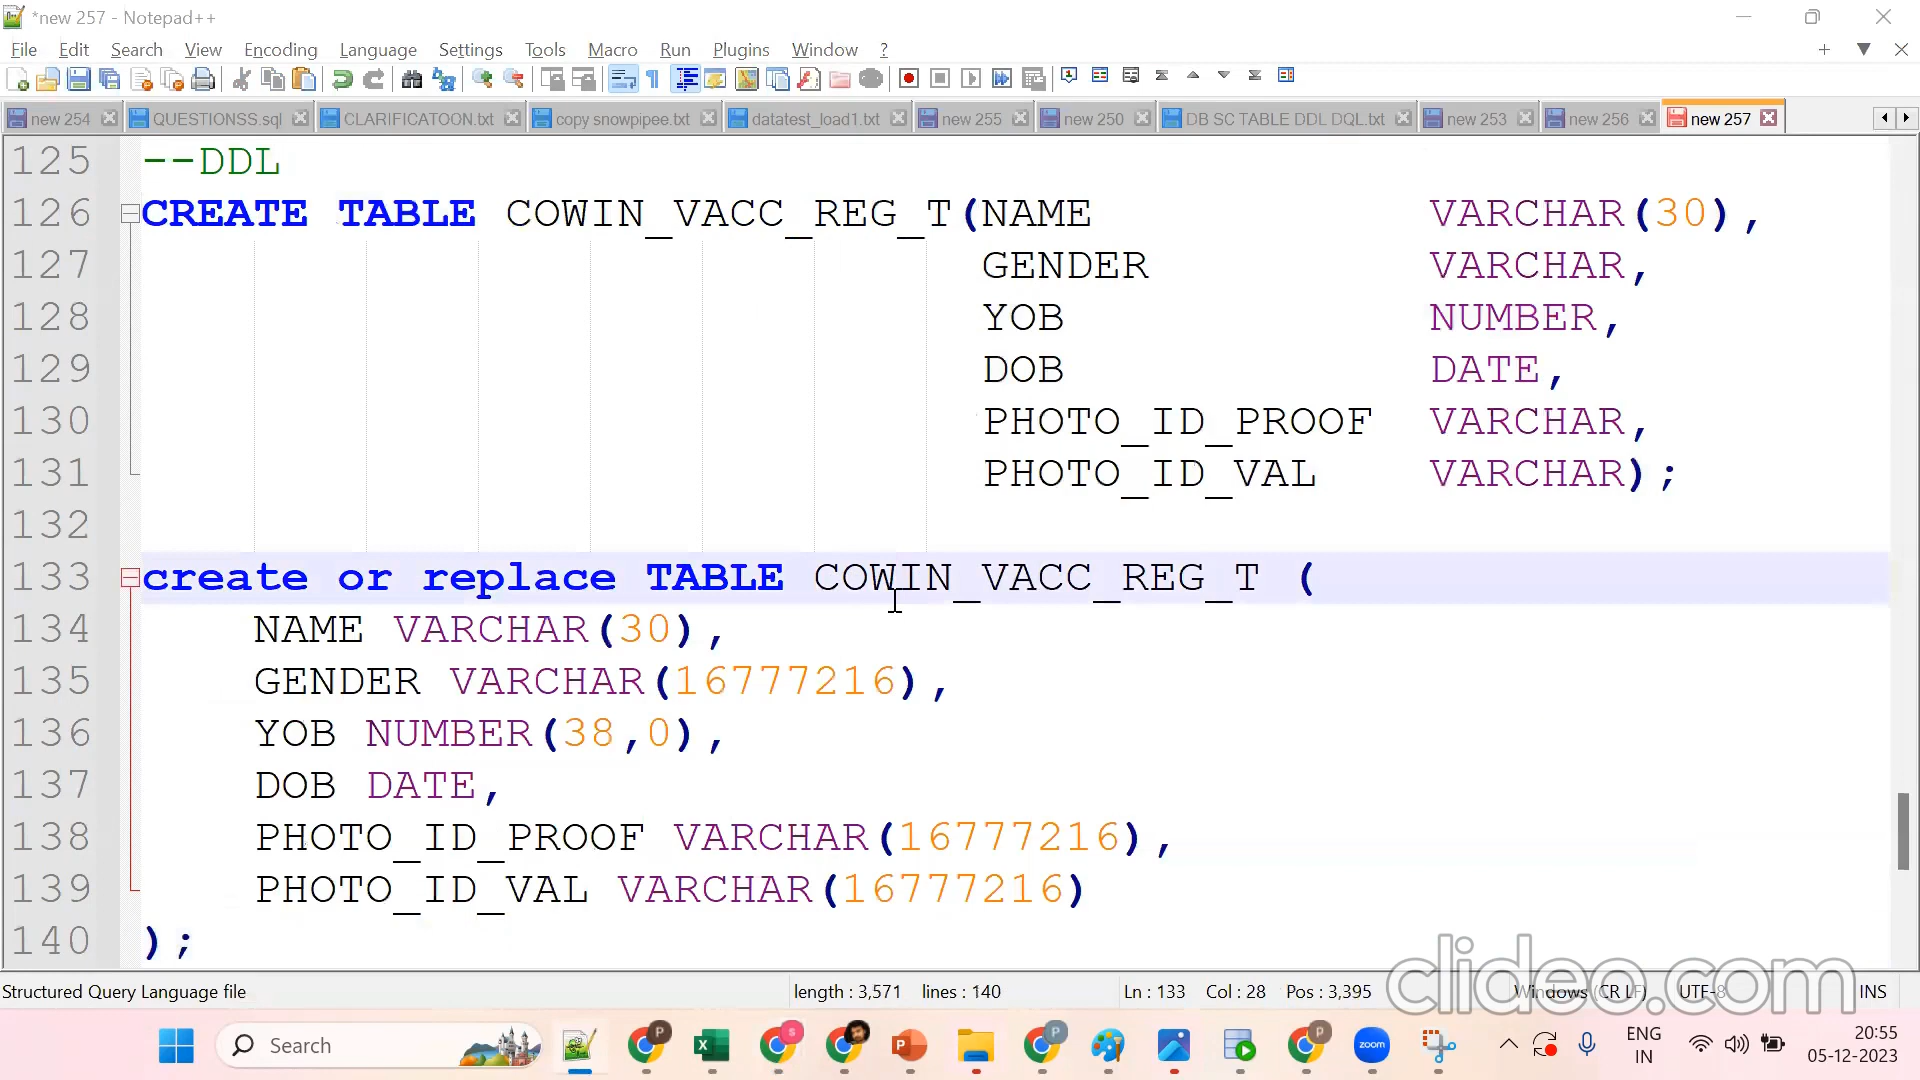 *new 257 - Notepad++
File Edit Search View Encoding Language Settings Tools Macro Run Plugins Window ?
new 254 QUESTIONSS.sql CLARIFICATOON.txt copy snowpipee.txt datatest_load1.txt new 255 new 250 DB SC TABLE DDL DQL.txt new 253 new 256 new 257
125 --DDL
126 CREATE TABLE COWIN_VACC_REG_T(NAME VARCHAR(30),
127 GENDER VARCHAR,
128 YOB NUMBER,
129 DOB DATE,
130 PHOTO_ID_PROOF VARCHAR,
131 PHOTO_ID_VAL VARCHAR);
132
133 create or replace TABLE COWIN_VACC_REG_T (
134 NAME VARCHAR(30),
135 GENDER VARCHAR(16777216),
136 YOB NUMBER(38,0),
137 DOB DATE,
138 PHOTO_ID_PROOF VARCHAR(16777216),
139 PHOTO_ID_VAL VARCHAR(16777216)
140 );
clideo.com
Structured Query Language file length : 3,571 lines : 140 Ln : 133 Col : 28 Pos : 3,395 Windows (CR LF) UTF-8 INS
Search zoom ENG IN 20:55 05-12-2023